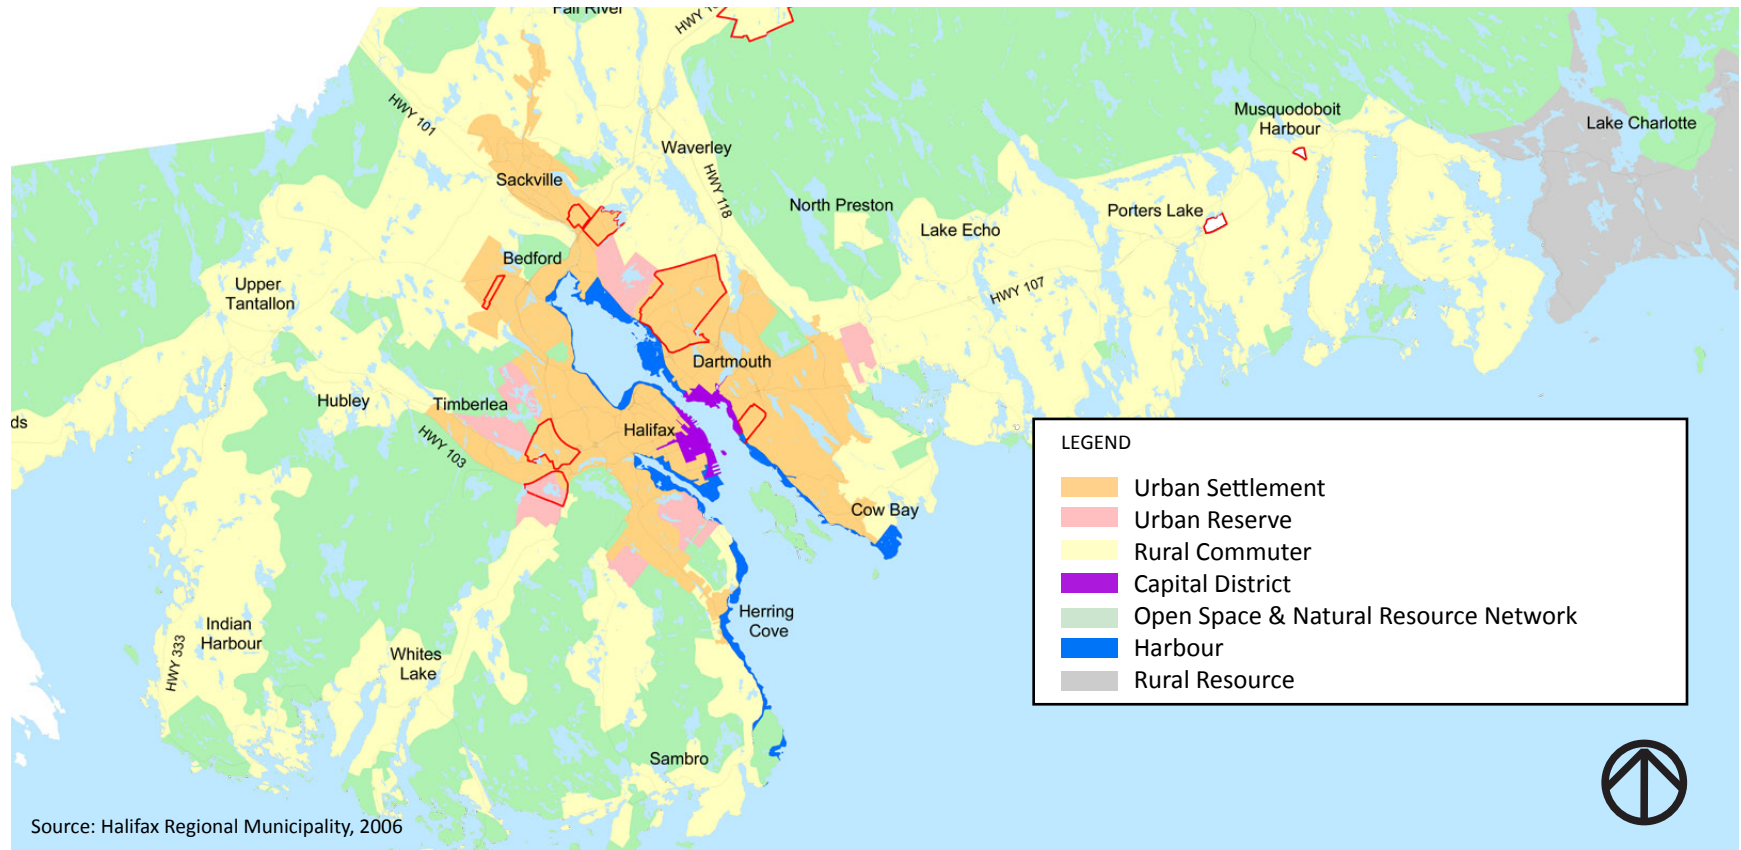 Fall River
HWY 1
HWY 101
Waverley
Sackville
HWY 118
North Preston
Lake Echo
Musquodoboit
Harbour
Lake Charlotte
Porters Lake
Bedford
Upper
Tantallon
HWY 107
Dartmouth
Hubley
Timberlea
ds
Halifax
HWY 103
Cow Bay
Herring
Cove
Indian
Harbour
HWY 333
Whites
Lake
Sambro
LEGEND
Urban Settlement
Urban Reserve
Rural Commuter
Capital District
Open Space & Natural Resource Network
Harbour
Rural Resource
Source: Halifax Regional Municipality, 2006